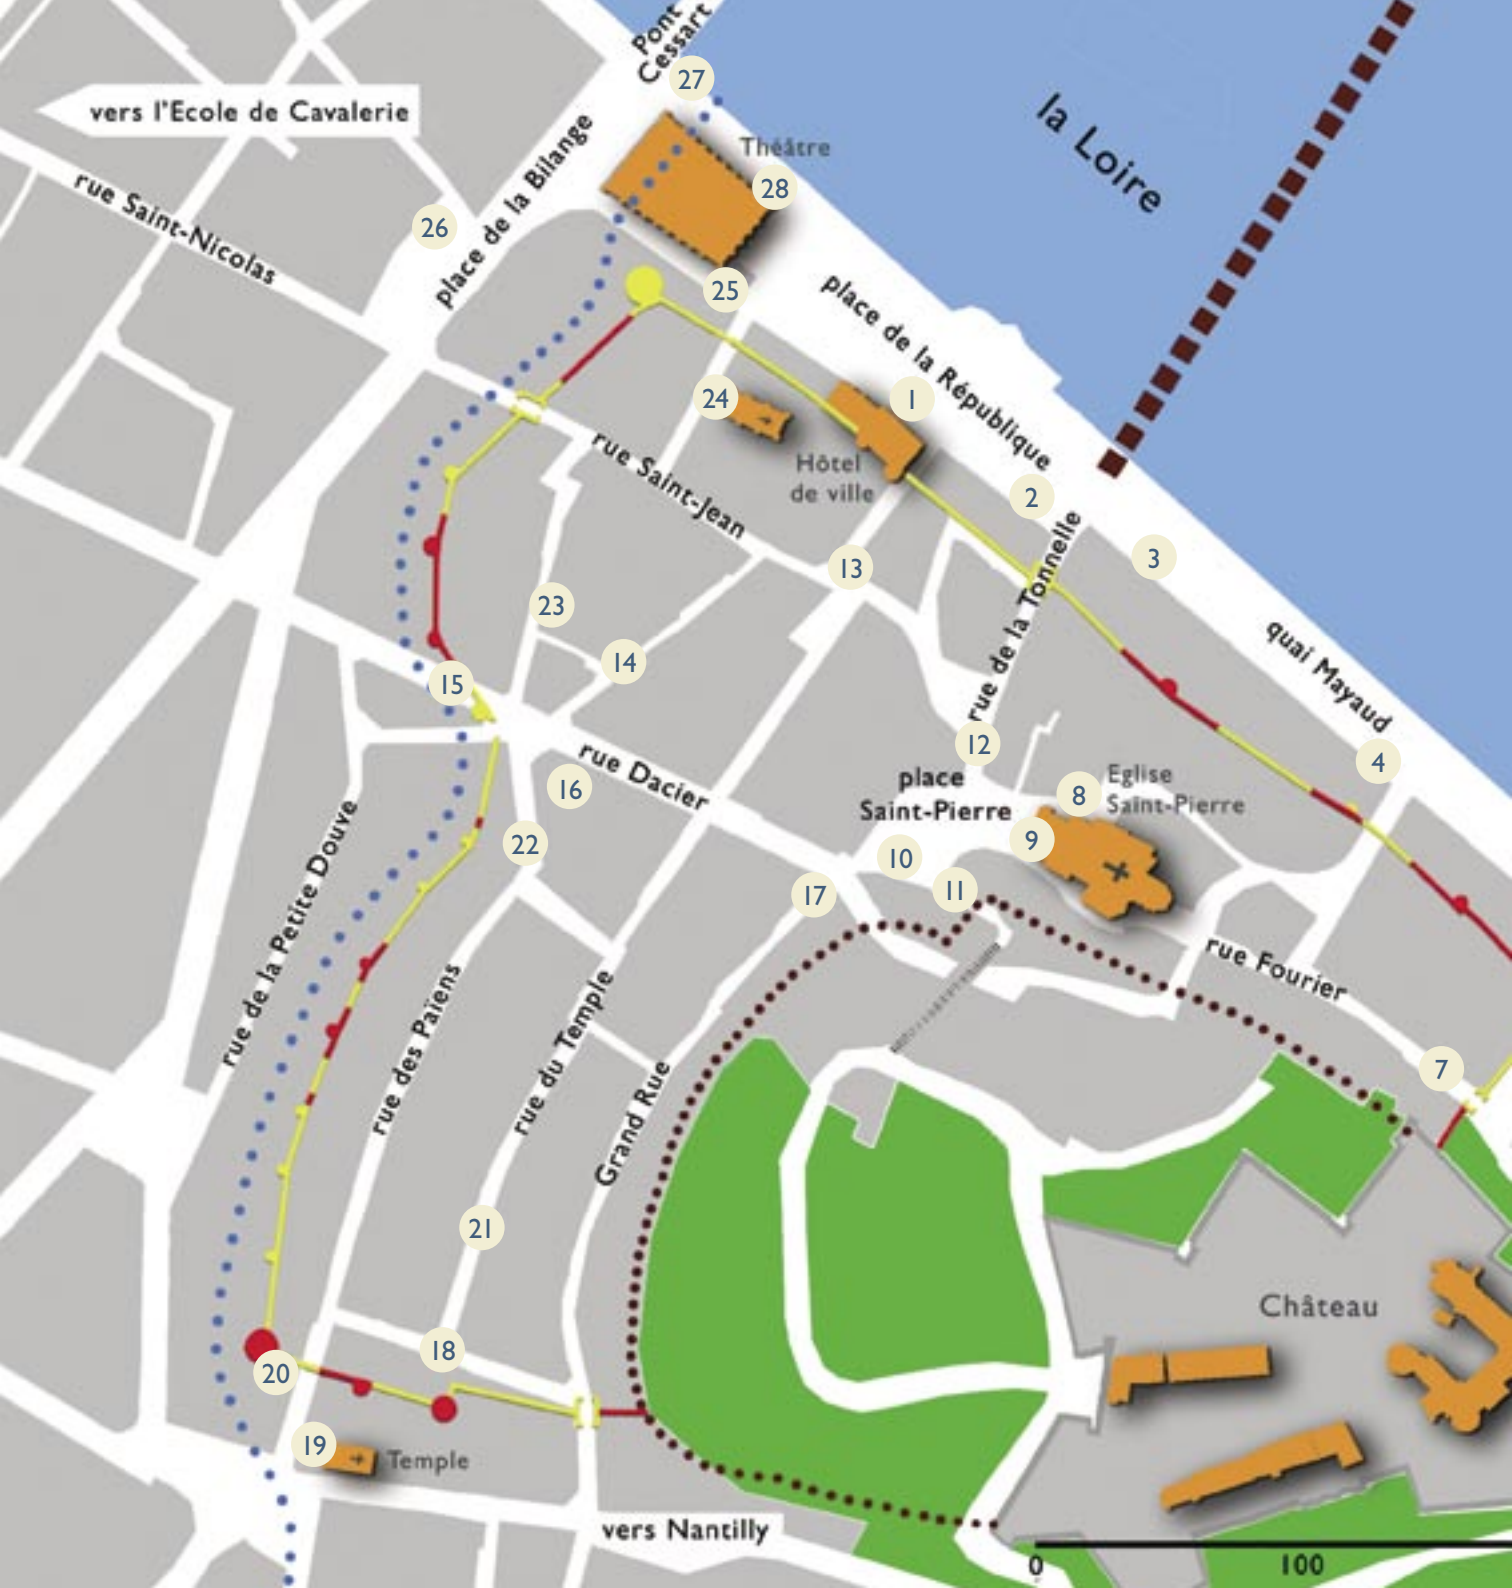 Pont
Cessart
27
vers l'Ecole de Cavalerie
la Loire
place de la Bilange
Théâtre
28
rue Saint-Nicolas
26
25
place de la République
24
1
rue Saint-Jean
Hôtel
de ville
2
rue de la Tonnelle
3
13
23
14
15
quai Mayaud
12
4
rue Dacier
16
place
Saint-Pierre
8
Eglise
Saint-Pierre
9
22
10
11
17
rue de la Petite Douve
rue Fourier
rue des Païens
rue du Temple
Grand Rue
7
21
Château
18
20
19
Temple
vers Nantilly
0
100